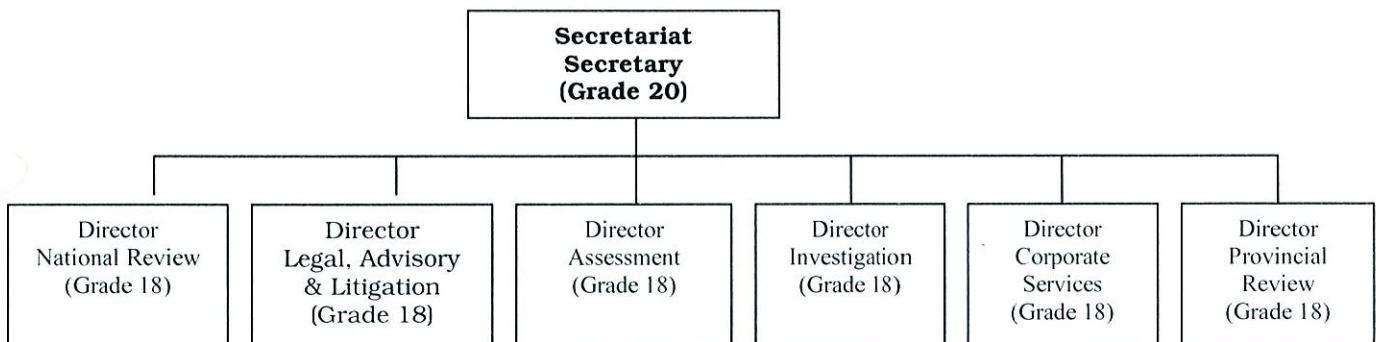 Secretariat
Secretary
(Grade 20)
Director
National Review
(Grade 18)
Director
Legal, Advisory
& Litigation
(Grade 18)
Director
Assessment
(Grade 18)
Director
Investigation
(Grade 18)
Director
Corporate
Services
(Grade 18)
Director
Provincial
Review
(Grade 18)